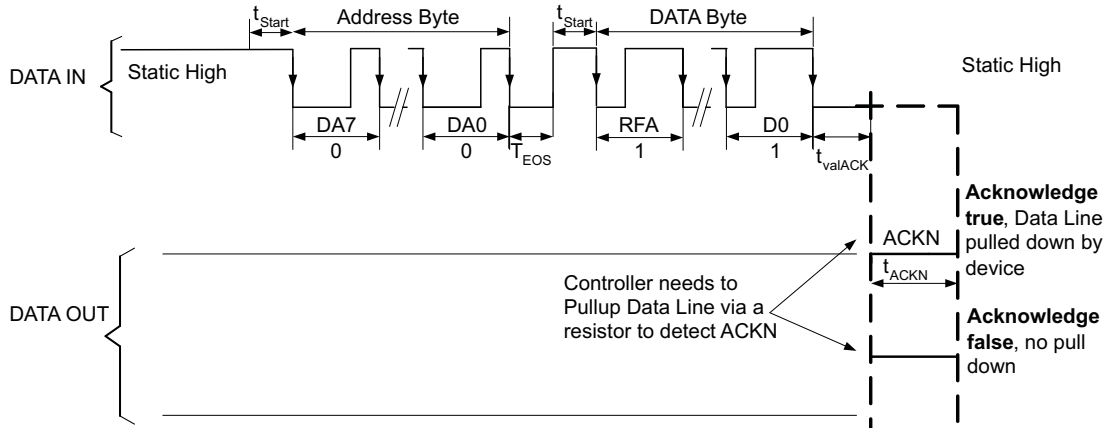 t_Start Address Byte t_Start DATA Byte
DATA IN Static High Static High
DA7 DA0 RFA D0
0 0 T_EOS 1 1 t_valACK
Acknowledge
true, Data Line
pulled down by
device
ACKN
t_ACKN
Controller needs to
Pullup Data Line via a
resistor to detect ACKN
DATA OUT
Acknowledge
false, no pull
down